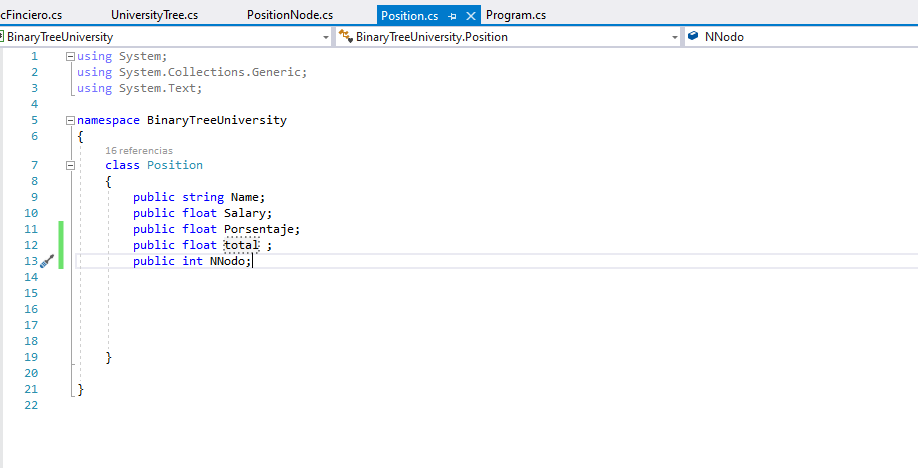 cFinciero.cs UniversityTree.cs PositionNode.cs Position.cs Program.cs
BinaryTreeUniversity BinaryTreeUniversity.Position NNodo
1 using System;
2 using System.Collections.Generic;
3 using System.Text;
4
5 namespace BinaryTreeUniversity
6 {
16 referencias
7 class Position
8 {
9 public string Name;
10 public float Salary;
11 public float Porsentaje;
12 public float total ;
13 public int NNodo;
14
15
16
17
18
19 }
20
21 }
22